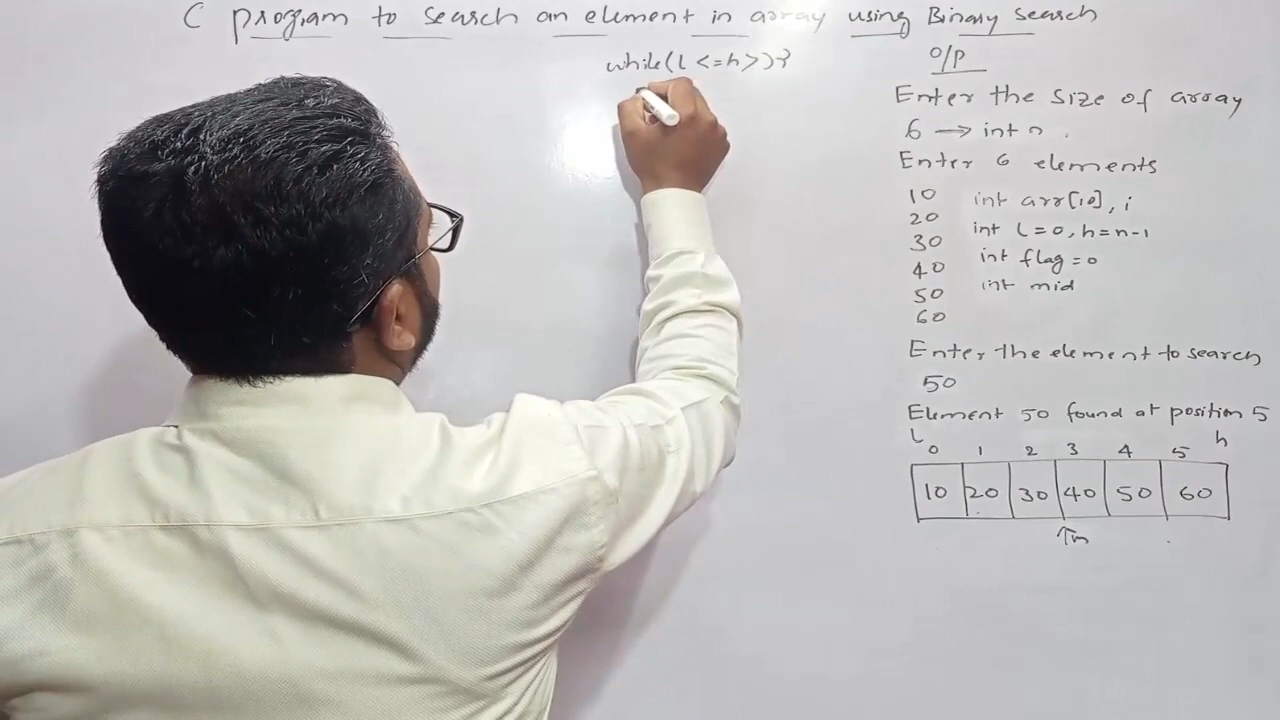 C program to search an element in array using Binary search
while(l <=h>){
O/P
Enter the size of array
6 → int n.
Enter 6 elements
10 int arr[10], i
20 int l=0, h=n-1
30 int flag=0
40 int mid
50
60
Enter the element to search
50
Element 50 found at position 5
l h
0 1 2 3 4 5
10 20 30 40 50 60
↑m